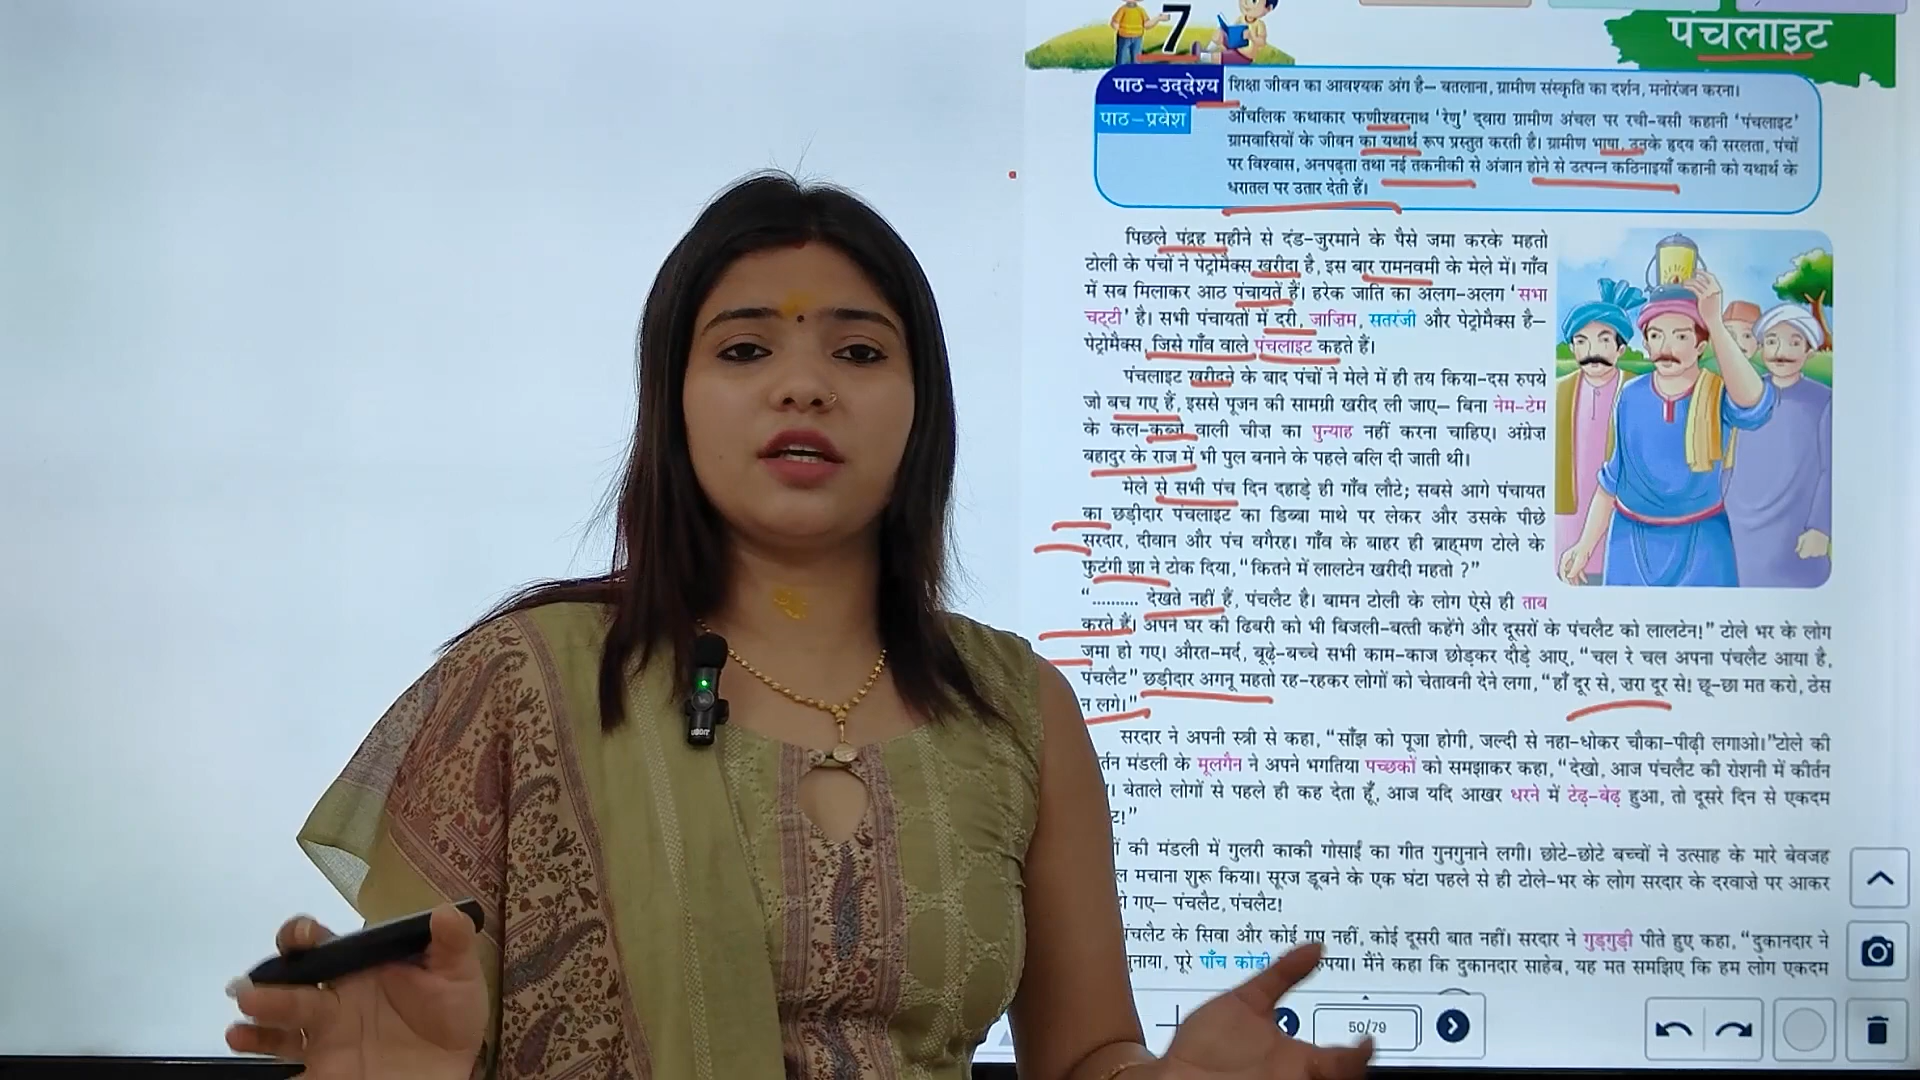 7
पंचलाइट
पाठ-उद्देश्य शिक्षा जीवन का आवश्यक अंग है— बतलाना, ग्रामीण संस्कृति का दर्शन, मनोरंजन करना।
पाठ-प्रवेश आँचलिक कथाकार फणीश्वरनाथ 'रेणु' द्वारा ग्रामीण अंचल पर रची-बसी कहानी 'पंचलाइट'
ग्रामवासियों के जीवन का यथार्थ रूप प्रस्तुत करती है। ग्रामीण भाषा, उनके हृदय की सरलता, पंचों
पर विश्वास, अनपढ़ता तथा नई तकनीकी से अंजान होने से उत्पन्न कठिनाइयाँ कहानी को यथार्थ के
धरातल पर उतार देती हैं।
पिछले पंद्रह महीने से दंड-जुरमाने के पैसे जमा करके महतो
टोली के पंचों ने पेट्रोमैक्स खरीदा है, इस बार रामनवमी के मेले में। गाँव
में सब मिलाकर आठ पंचायतें हैं। हरेक जाति का अलग-अलग 'सभा
चट्टी' है। सभी पंचायतों में दरी, जाज़िम, सतरंजी और पेट्रोमैक्स है—
पेट्रोमैक्स, जिसे गाँव वाले पंचलाइट कहते हैं।
पंचलाइट खरीदने के बाद पंचों ने मेले में ही तय किया-दस रुपये
जो बच गए हैं, इससे पूजन की सामग्री खरीद ली जाए— बिना नेम-टेम
के कल-कब्ज़े वाली चीज़ का पुन्याह नहीं करना चाहिए। अंग्रेज़
बहादुर के राज में भी पुल बनाने के पहले बलि दी जाती थी।
मेले से सभी पंच दिन दहाड़े ही गाँव लौटे; सबसे आगे पंचायत
का छड़ीदार पंचलाइट का डिब्बा माथे पर लेकर और उसके पीछे
सरदार, दीवान और पंच वगैरह। गाँव के बाहर ही ब्राह्मण टोले के
फुटंगी झा ने टोक दिया, "कितने में लालटेन खरीदी महतो ?"
".......... देखते नहीं हैं, पंचलैट है। बामन टोली के लोग ऐसे ही ताब
करते हैं। अपने घर की ढिबरी को भी बिजली-बत्ती कहेंगे और दूसरों के पंचलैट को लालटेन!" टोले भर के लोग
जमा हो गए। औरत-मर्द, बूढ़े-बच्चे सभी काम-काज छोड़कर दौड़े आए, "चल रे चल अपना पंचलैट आया है,
पंचलैट" छड़ीदार अगनू महतो रह-रहकर लोगों को चेतावनी देने लगा, "हाँ दूर से, ज़रा दूर से! छू-छा मत करो, ठेस
न लगे।"
सरदार ने अपनी स्त्री से कहा, "साँझ को पूजा होगी, जल्दी से नहा-धोकर चौका-पीढ़ी लगाओ।"टोले की
र्तन मंडली के मूलगैन ने अपने भगतिया पच्छकों को समझाकर कहा, "देखो, आज पंचलैट की रोशनी में कीर्तन
। बेताले लोगों से पहले ही कह देता हूँ, आज यदि आखर धरने में टेढ़-बेढ़ हुआ, तो दूसरे दिन से एकदम
ट!"
की मंडली में गुलरी काकी गोसाईं का गीत गुनगुनाने लगी। छोटे-छोटे बच्चों ने उत्साह के मारे बेवजह
ल मचाना शुरू किया। सूरज डूबने के एक घंटा पहले से ही टोले-भर के लोग सरदार के दरवाज़े पर आकर
हो गए— पंचलैट, पंचलैट!
पंचलैट के सिवा और कोई गप नहीं, कोई दूसरी बात नहीं। सरदार ने गुड़गुड़ी पीते हुए कहा, "दुकानदार ने
सुनाया, पूरे पाँच कोड़ी रुपया। मैंने कहा कि दुकानदार साहेब, यह मत समझिए कि हम लोग एकदम
50/79